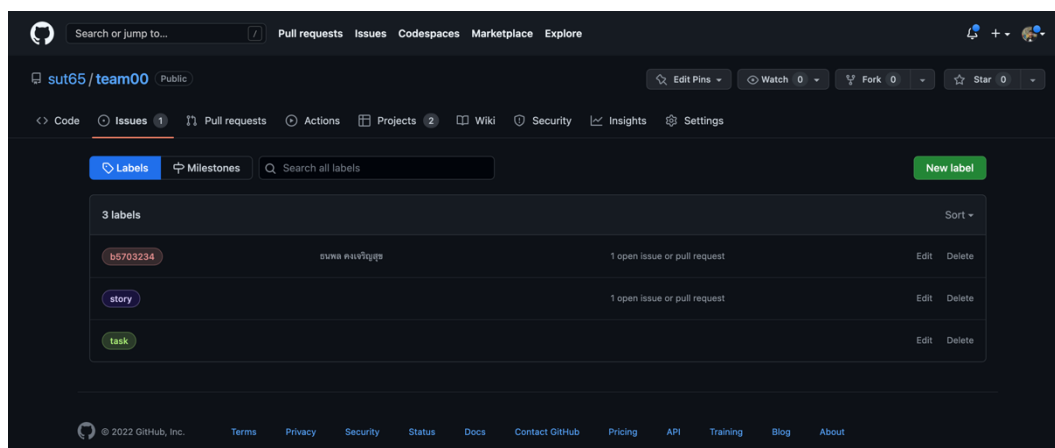 Search or jump to... / Pull requests Issues Codespaces Marketplace Explore
sut65 / team00 Public Edit Pins Watch 0 Fork 0 Star 0
Code Issues 1 Pull requests Actions Projects 2 Wiki Security Insights Settings
Labels Milestones Search all labels New label
3 labels Sort
b5703234 ธนพล คงเจริญสุข 1 open issue or pull request Edit Delete
story 1 open issue or pull request Edit Delete
task Edit Delete
© 2022 GitHub, Inc. Terms Privacy Security Status Docs Contact GitHub Pricing API Training Blog About